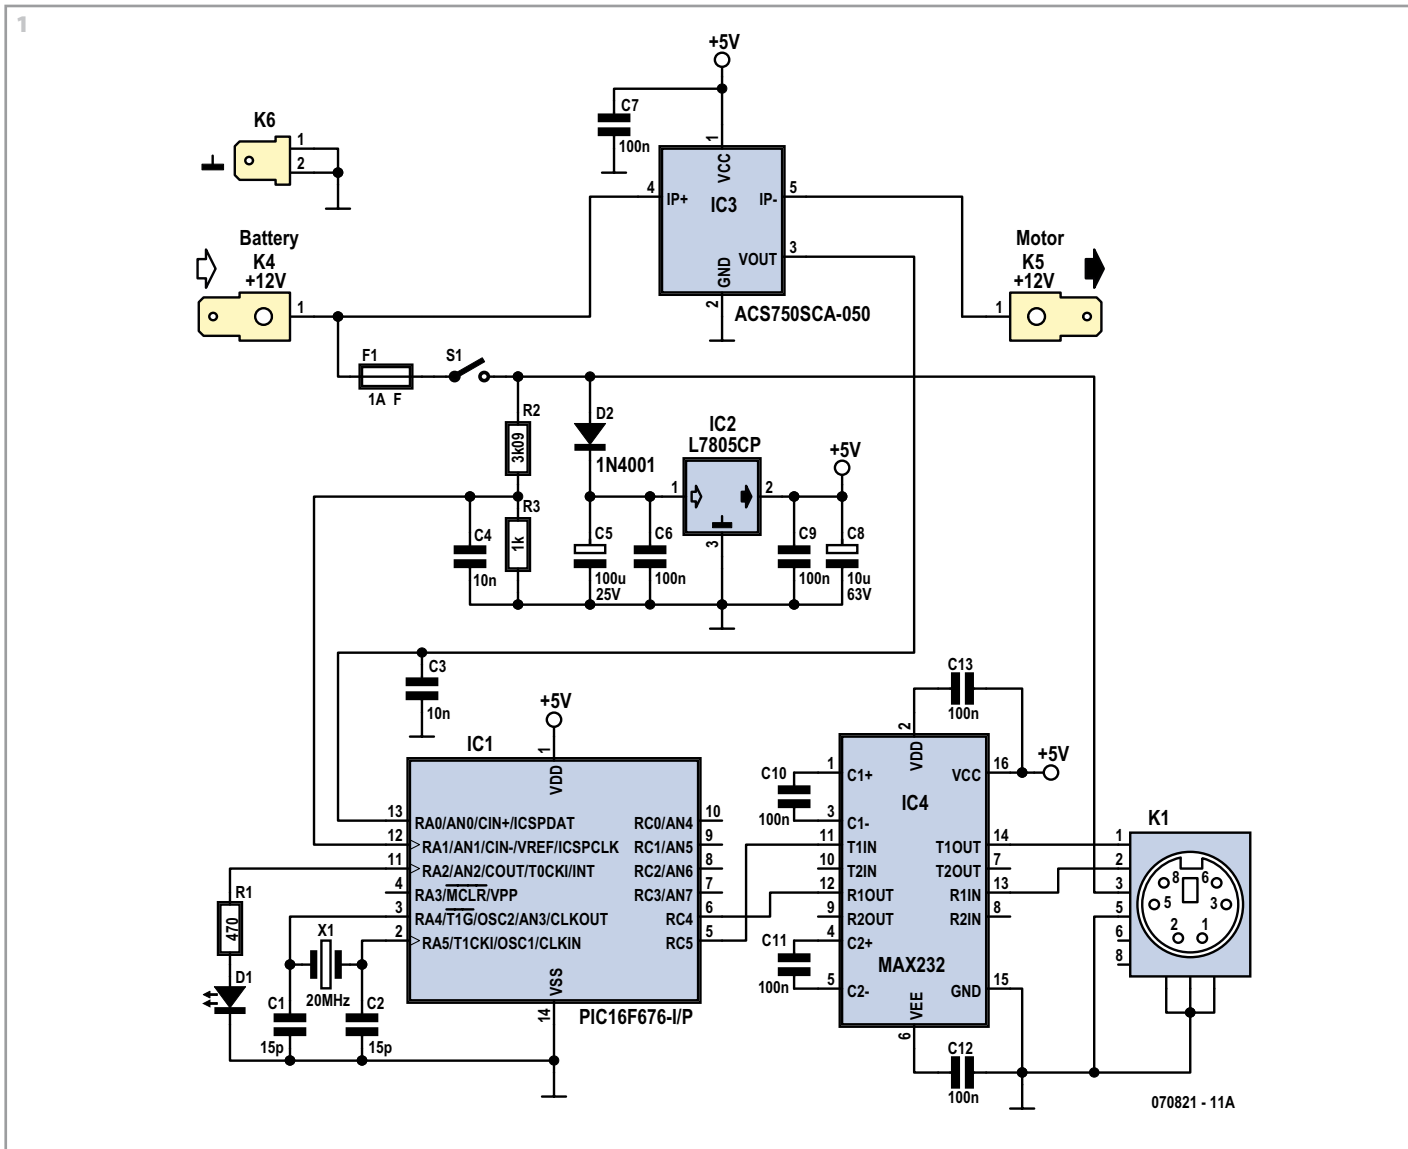 1
+5V
C7
100n
K6
1
2
1
VCC
4
IP+
IC3
IP-
5
VOUT
3
GND
2
ACS750SCA-050
Battery
K4
+12V
1
Motor
K5
+12V
1
F1
1A F
S1
R2
3k09
D2
1N4001
IC2
L7805CP
+5V
1
2
3
R3
1k
C4
10n
C5
100u
25V
C6
100n
C9
100n
C8
10u
63V
C3
10n
+5V
IC1
1
VDD
13
RA0/AN0/CIN+/ICSPDAT
RC0/AN4
10
12
RA1/AN1/CIN-/VREF/ICSPCLK
RC1/AN5
9
11
RA2/AN2/COUT/T0CKI/INT
RC2/AN6
8
4
RA3/MCLR/VPP
RC3/AN7
7
3
RA4/T1G/OSC2/AN3/CLKOUT
RC4
6
2
RA5/T1CKI/OSC1/CLKIN
RC5
5
VSS
14
PIC16F676-I/P
R1
470
D1
X1
20MHz
C1
15p
C2
15p
C13
100n
2
VDD
+5V
C10
100n
1
C1+
VCC
16
IC4
3
C1-
11
T1IN
T1OUT
14
10
T2IN
T2OUT
7
12
R1OUT
R1IN
13
9
R2OUT
R2IN
8
4
C2+
MAX232
5
C2-
GND
15
VEE
6
C11
100n
C12
100n
K1
1
2
3
5
6
8
8
6
5
3
2
1
070821 - 11A